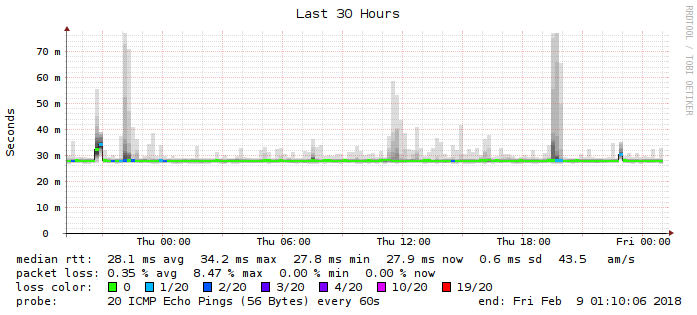 Last 30 Hours
RRDTOOL / TOBI OETIKER
Seconds
70 m
60 m
50 m
40 m
30 m
20 m
10 m
0
Thu 00:00 Thu 06:00 Thu 12:00 Thu 18:00 Fri 00:00
median rtt: 28.1 ms avg 34.2 ms max 27.8 ms min 27.9 ms now 0.6 ms sd 43.5 am/s
packet loss: 0.35 % avg 8.47 % max 0.00 % min 0.00 % now
loss color: 0 1/20 2/20 3/20 4/20 10/20 19/20
probe: 20 ICMP Echo Pings (56 Bytes) every 60s end: Fri Feb 9 01:10:06 2018